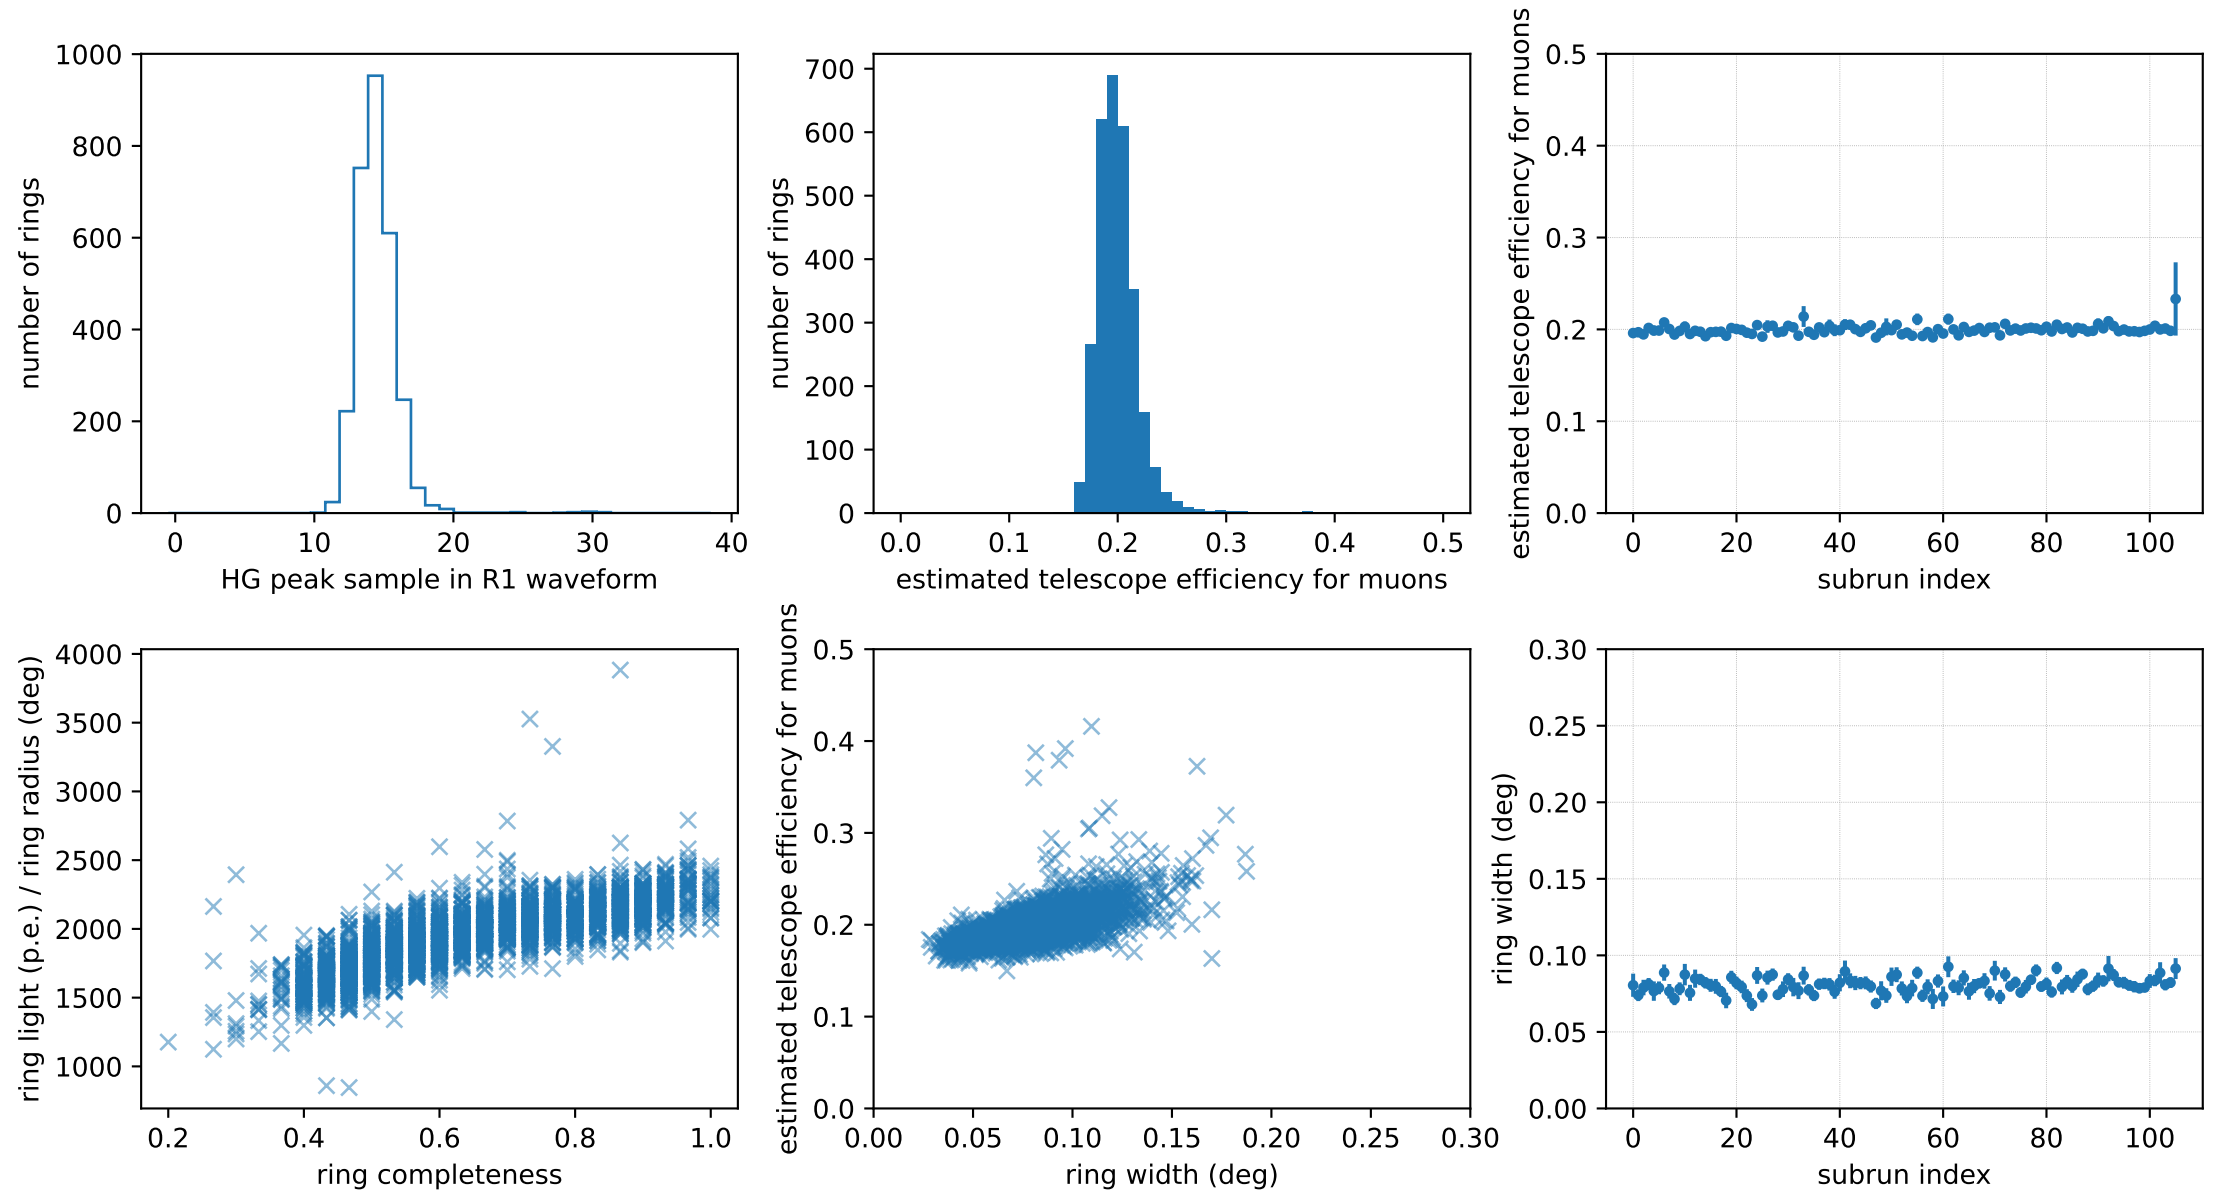 1000
800
600
400
200
0
number of rings
0 10 20 30 40
HG peak sample in R1 waveform
700
600
500
400
300
200
100
0
number of rings
0.0 0.1 0.2 0.3 0.4 0.5
estimated telescope efficiency for muons
0.5
0.4
0.3
0.2
0.1
0.0
estimated telescope efficiency for muons
0 20 40 60 80 100
subrun index
4000
3500
3000
2500
2000
1500
1000
ring light (p.e.) / ring radius (deg)
0.2 0.4 0.6 0.8 1.0
ring completeness
0.5
0.4
0.3
0.2
0.1
0.0
estimated telescope efficiency for muons
0.00 0.05 0.10 0.15 0.20 0.25 0.30
ring width (deg)
0.30
0.25
0.20
0.15
0.10
0.05
0.00
ring width (deg)
0 20 40 60 80 100
subrun index